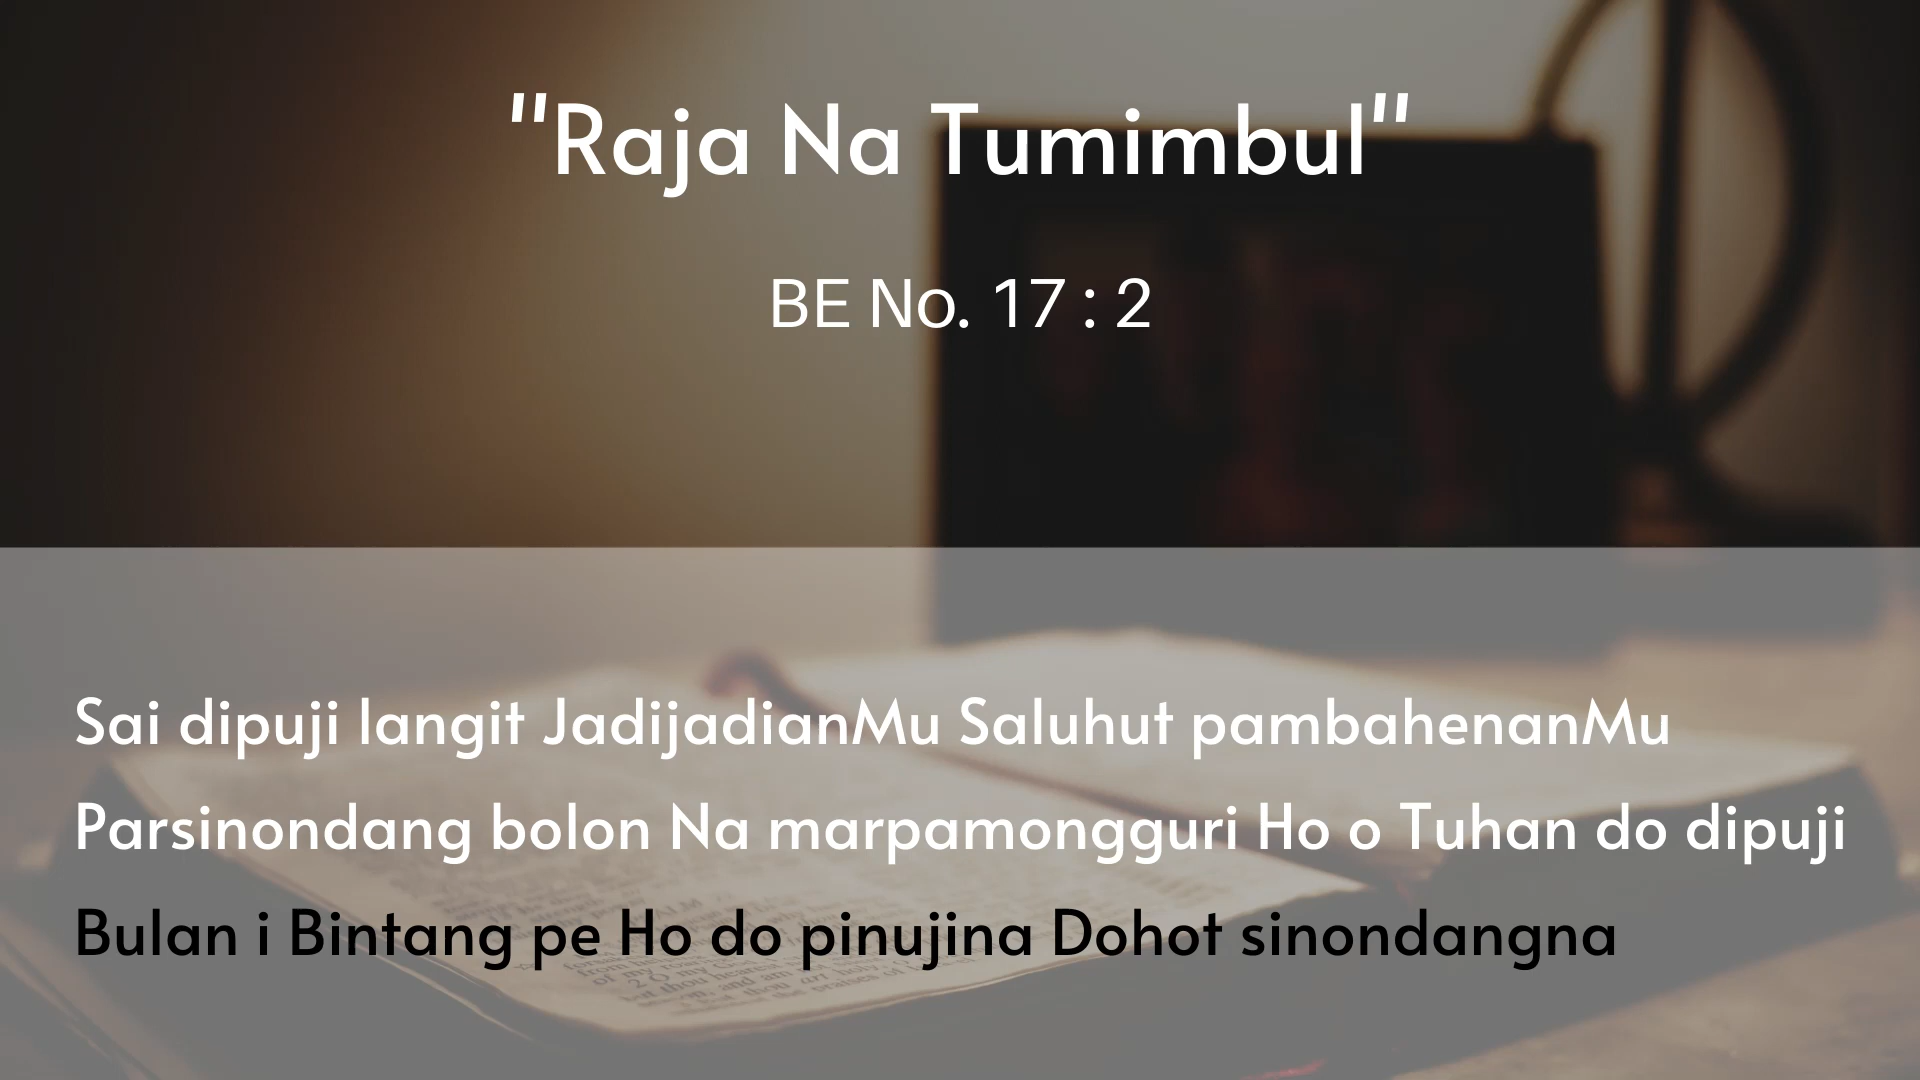 "Raja Na Tumimbul"
BE No. 17 : 2
Sai dipuji langit JadijadianMu Saluhut pambahenanMu
Parsinondang bolon Na marpamongguri Ho o Tuhan do dipuji
Bulan i Bintang pe Ho do pinujina Dohot sinondangna